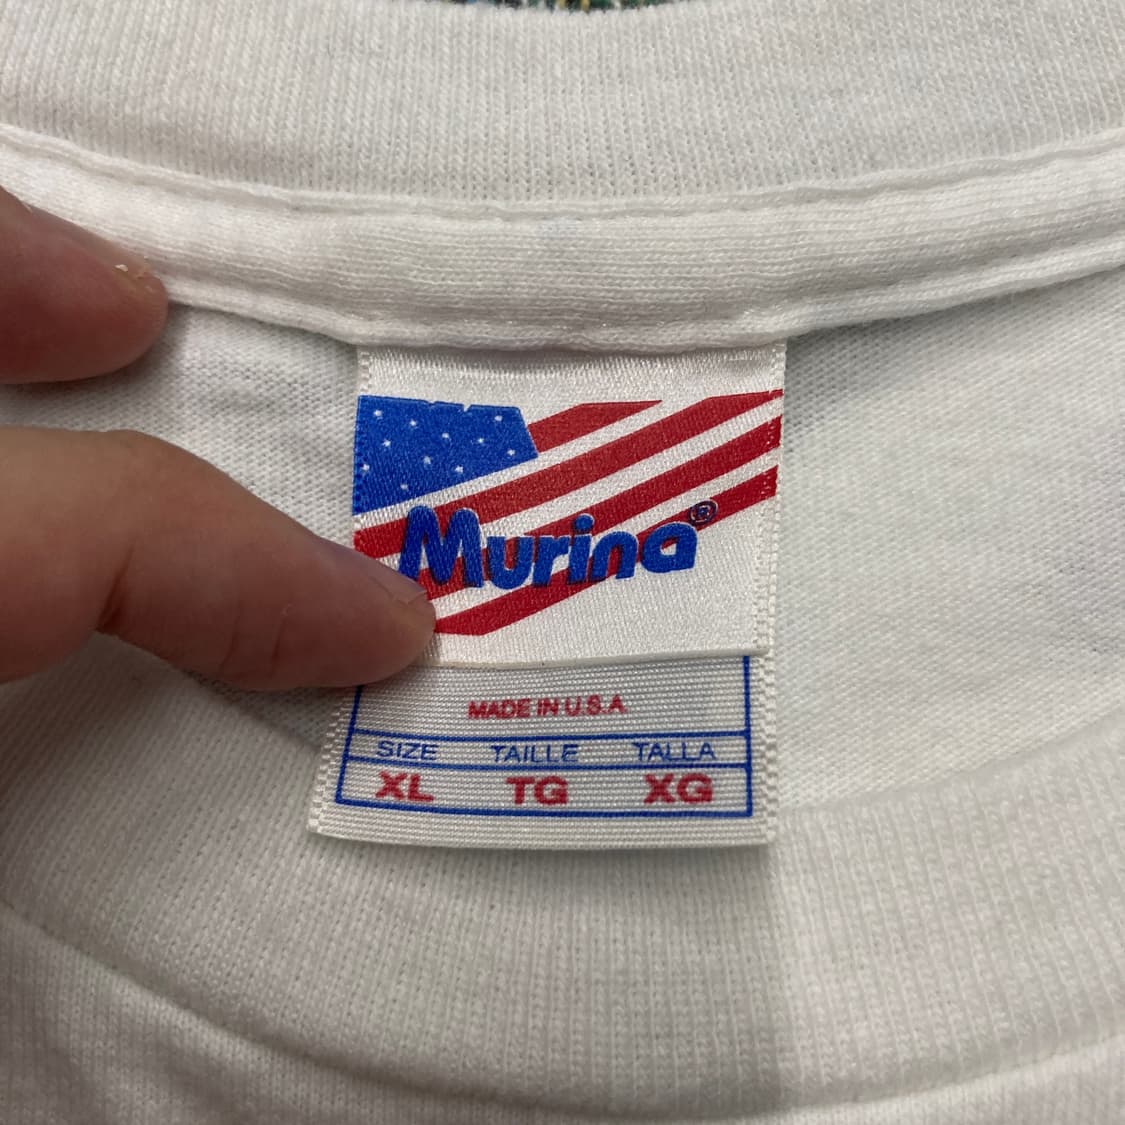 Murina®
MADE IN U.S.A
SIZE TAILLE TALLA
XL TG XG